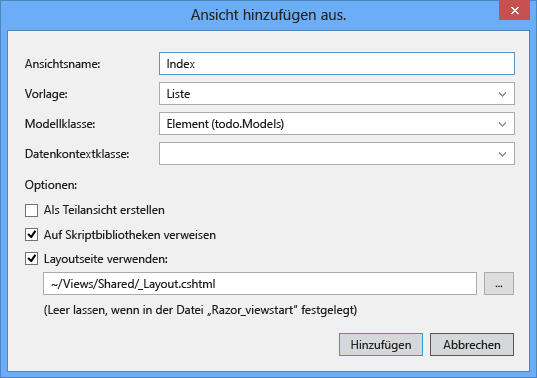 Ansicht hinzufügen aus.
Ansichtsname: Index
Vorlage: Liste
Modellklasse: Element (todo.Models)
Datenkontextklasse:
Optionen:
Als Teilansicht erstellen
Auf Skriptbibliotheken verweisen
Layoutseite verwenden:
~/Views/Shared/_Layout.cshtml ...
(Leer lassen, wenn in der Datei „Razor_viewstart“ festgelegt)
Hinzufügen Abbrechen